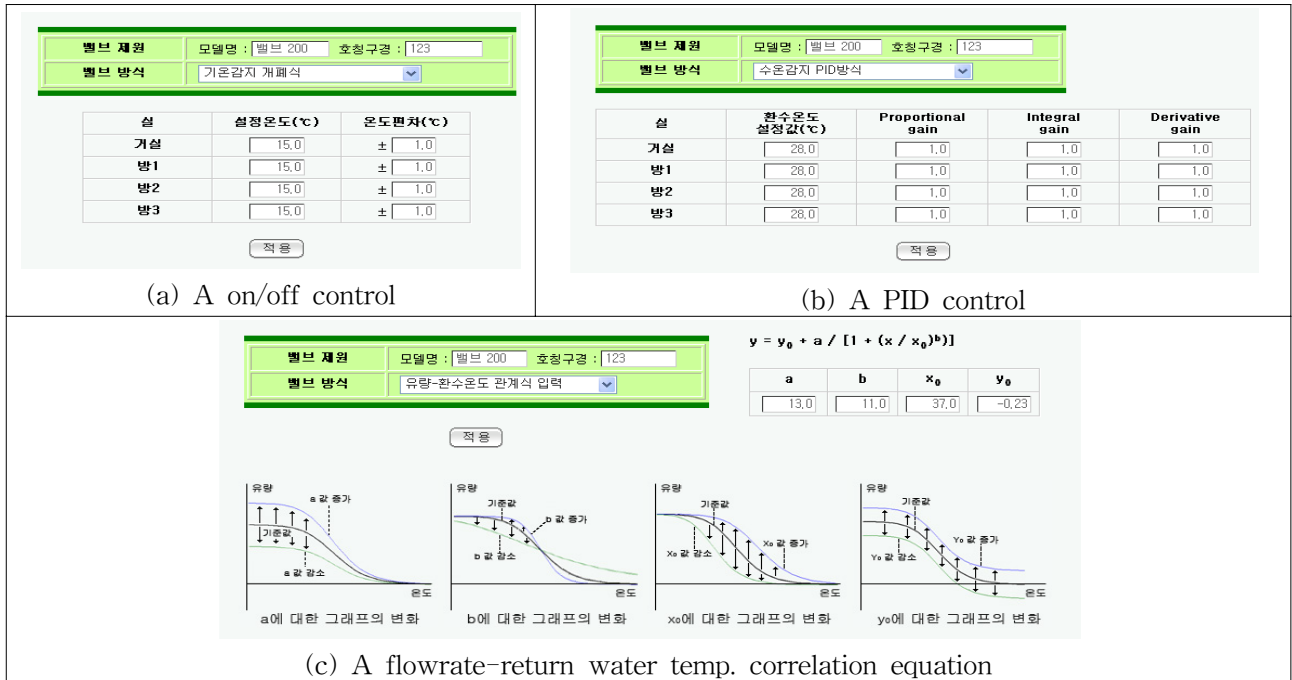 밸브 제원 모델명 : 밸브 200 호칭구경 : 123
밸브 방식 기온감지 개폐식
실 설정온도(℃) 온도편차(℃)
거실 15,0 ± 1,0
방1 15,0 ± 1,0
방2 15,0 ± 1,0
방3 15,0 ± 1,0
적용
(a) A on/off control
밸브 제원 모델명 : 밸브 200 호칭구경 : 123
밸브 방식 수온감지 PID방식
실 환수온도 설정값(℃) Proportional gain Integral gain Derivative gain
거실 28,0 1,0 1,0 1,0
방1 28,0 1,0 1,0 1,0
방2 28,0 1,0 1,0 1,0
방3 28,0 1,0 1,0 1,0
적용
(b) A PID control
밸브 제원 모델명 : 밸브 200 호칭구경 : 123
밸브 방식 유량-환수온도 관계식 입력
적용
y = y₀ + a / [1 + (x / x₀)ᵇ)]
a b x₀ y₀
13,0 11,0 37,0 -0,23
유량
a 값 증가
기준값
a 값 감소
온도
a에 대한 그래프의 변화
유량
기준값
b 값 증가
b 값 감소
온도
b에 대한 그래프의 변화
유량
기준값
X₀ 값 증가
X₀ 값 감소
온도
x₀에 대한 그래프의 변화
유량
기준값
Y₀ 값 증가
Y₀ 값 감소
온도
y₀에 대한 그래프의 변화
(c) A flowrate-return water temp. correlation equation